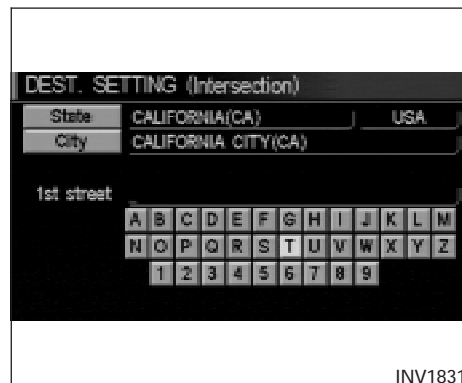 DEST. SETTING (Intersection)
State CALIFORNIA(CA) USA
City CALIFORNIA CITY(CA)
1st street
A B C D E F G H I J K L M
N O P Q R S T U V W X Y Z
1 2 3 4 5 6 7 8 9
INV1831